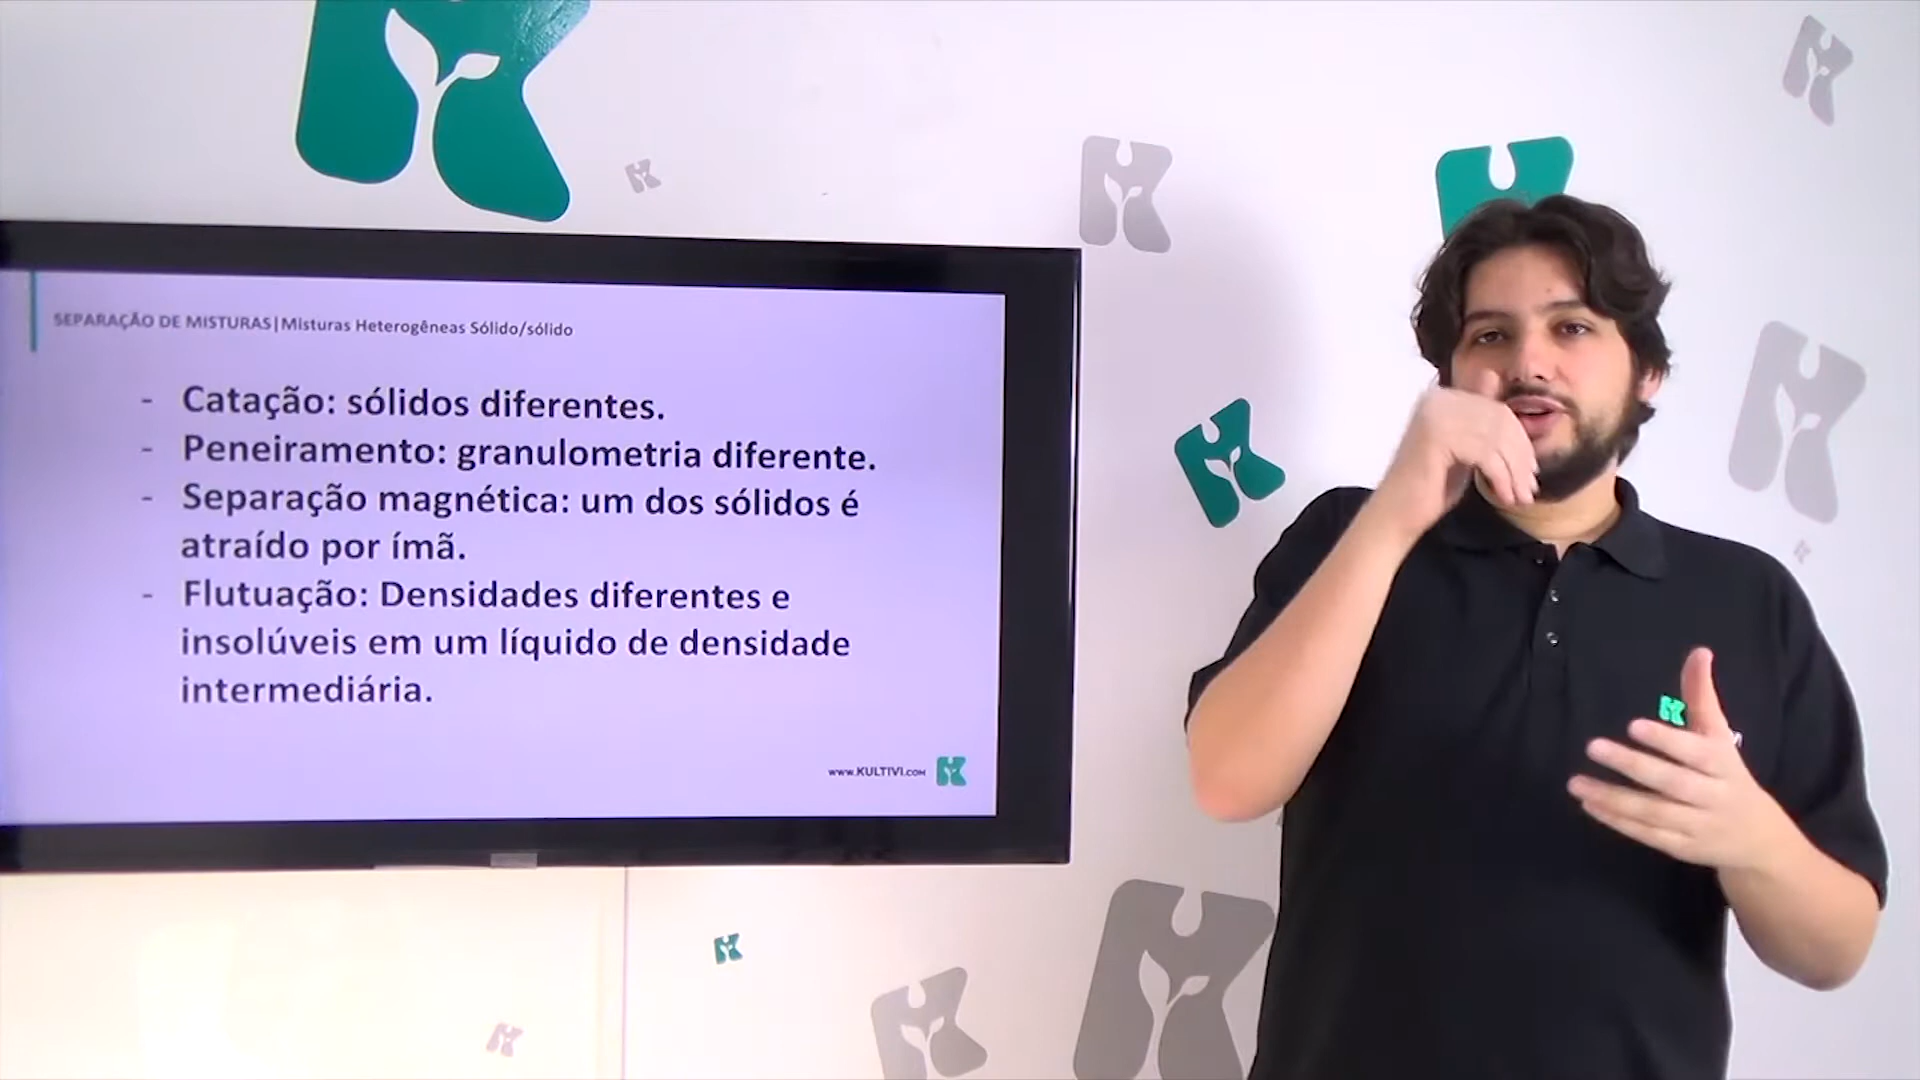 SEPARAÇÃO DE MISTURAS|Misturas Heterogêneas Sólido/sólido
- Catação: sólidos diferentes.
- Peneiramento: granulometria diferente.
- Separação magnética: um dos sólidos é
atraído por ímã.
- Flutuação: Densidades diferentes e
insolúveis em um líquido de densidade
intermediária.
www.KULTIVI.com